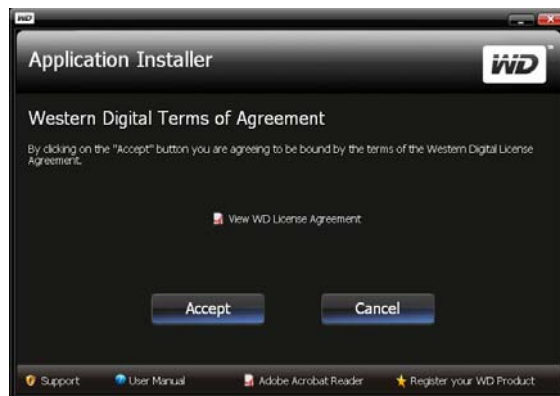 WD
Application Installer
WD
Western Digital Terms of Agreement
By clicking on the "Accept" button you are agreeing to be bound by the terms of the Western Digital License
Agreement.
View WD License Agreement
Accept Cancel
Support User Manual Adobe Acrobat Reader Register your WD Product